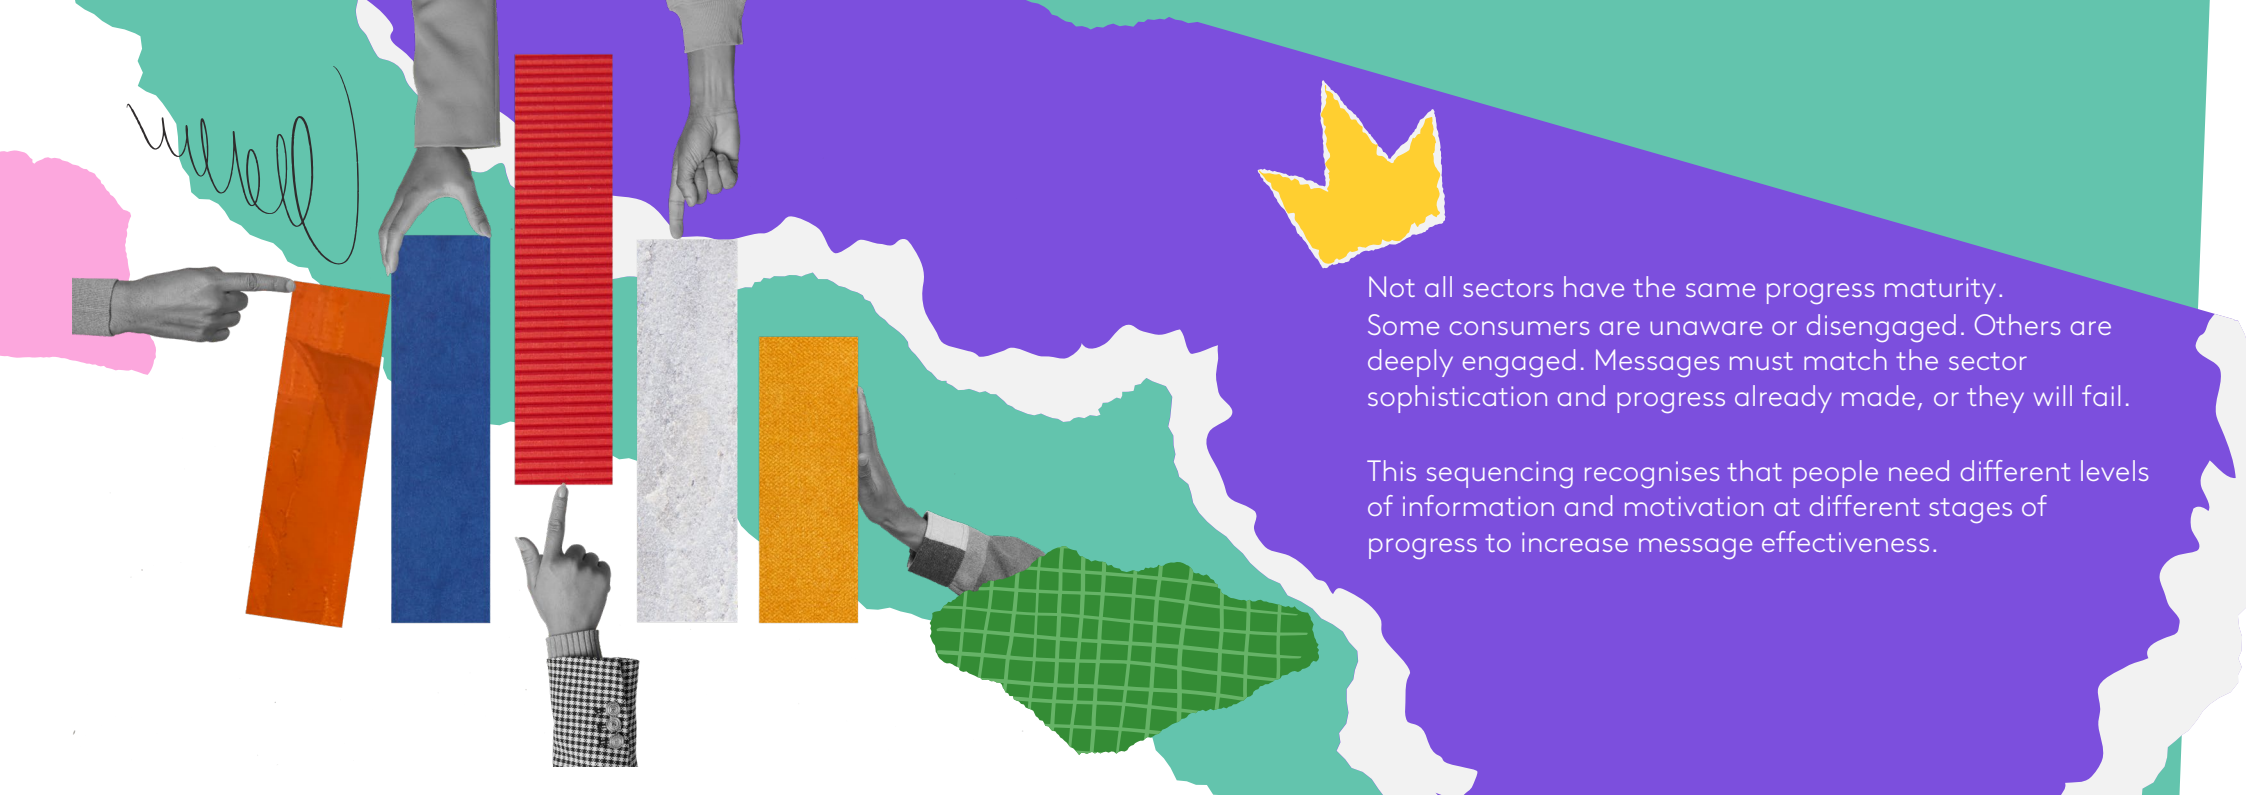 Not all sectors have the same progress maturity.
Some consumers are unaware or disengaged. Others are
deeply engaged. Messages must match the sector
sophistication and progress already made, or they will fail.
This sequencing recognises that people need different levels
of information and motivation at different stages of
progress to increase message effectiveness.